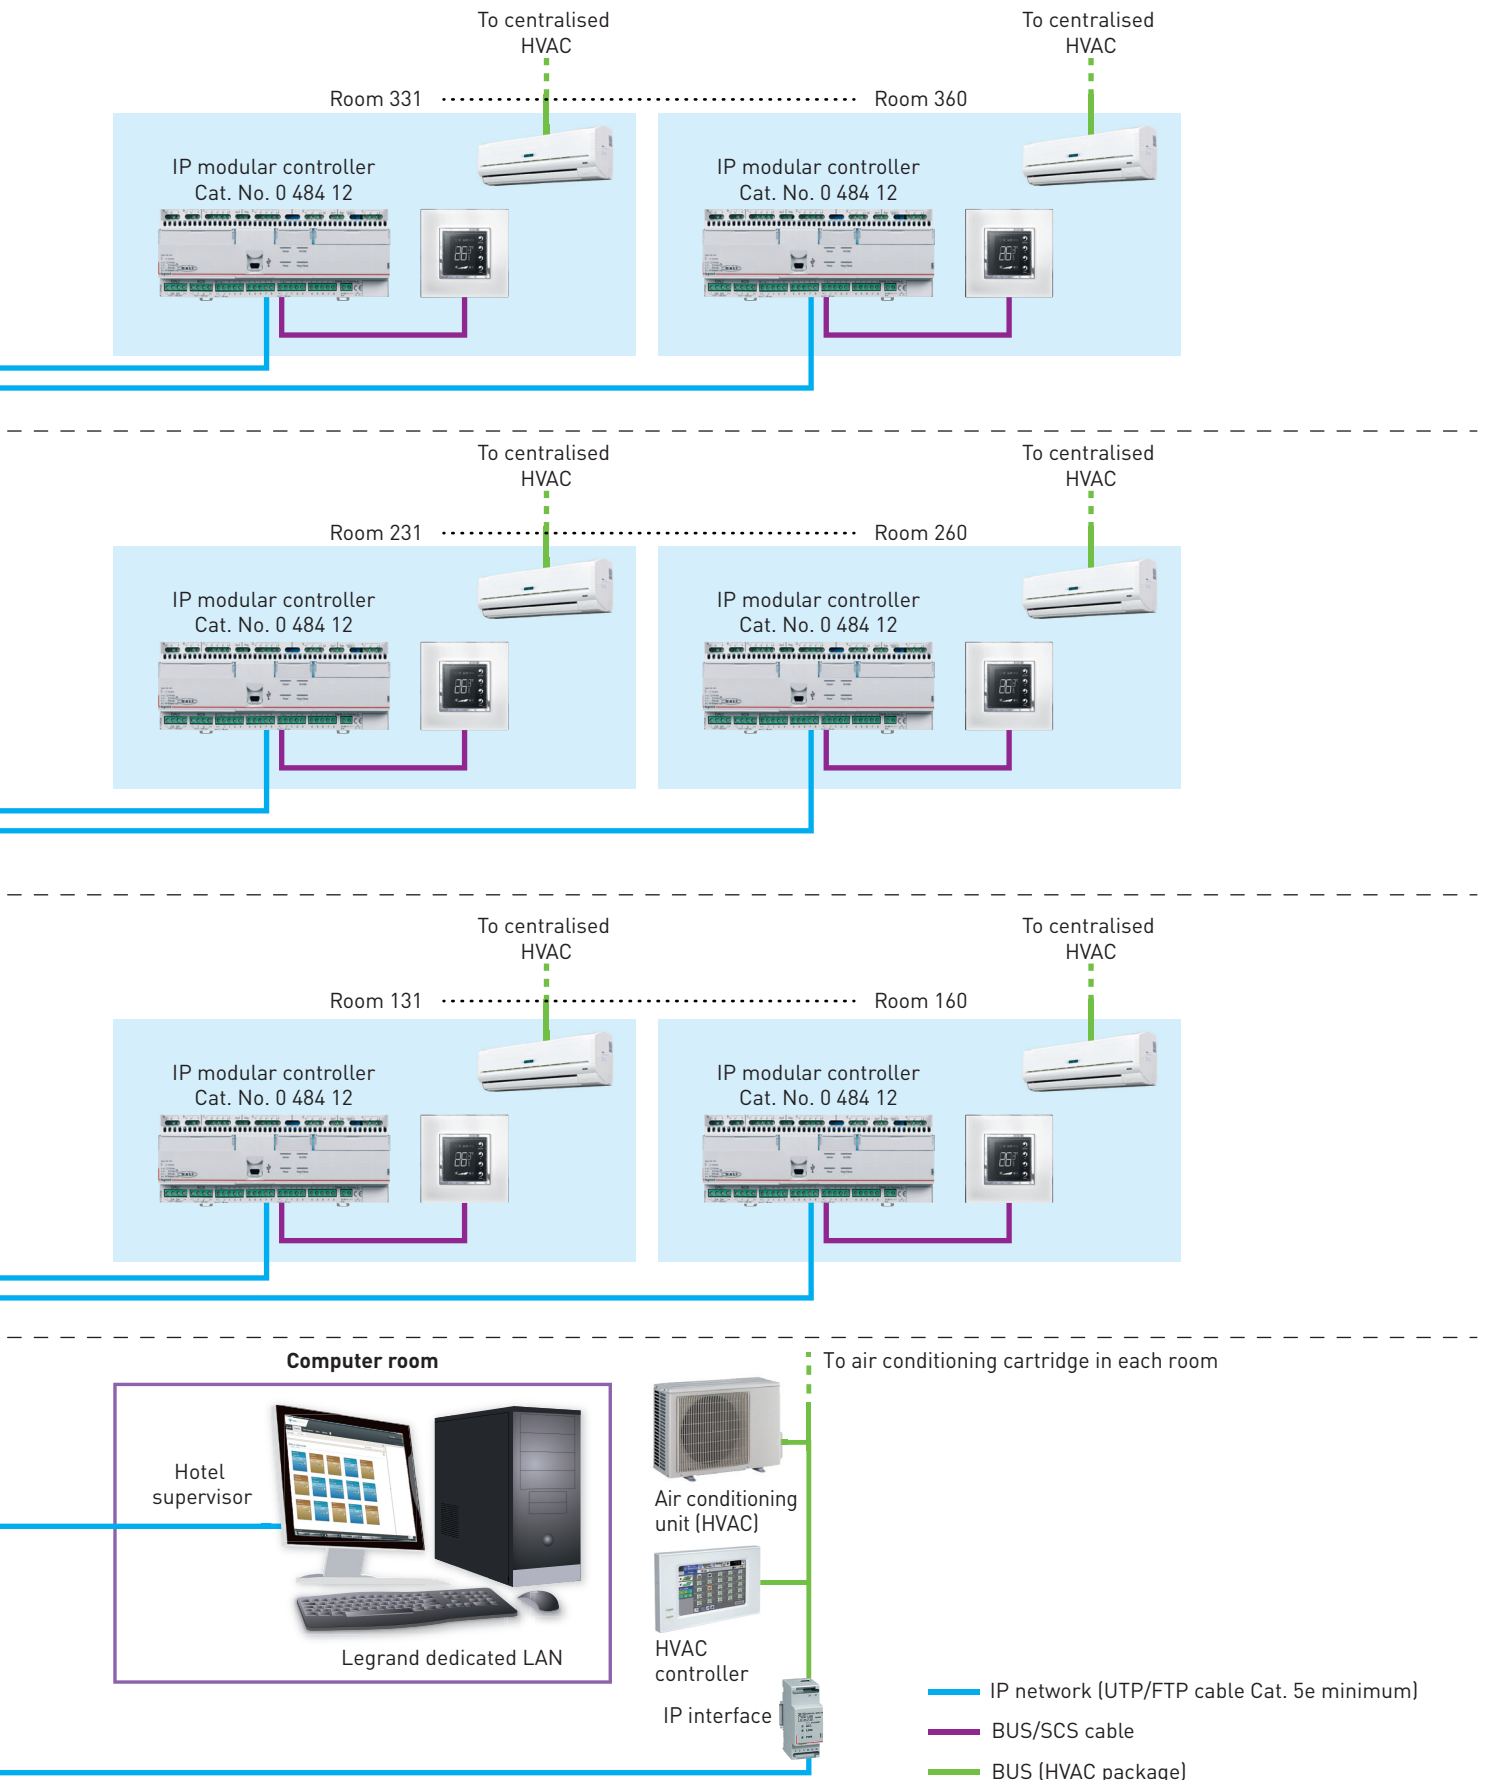 To centralised
HVAC
To centralised
HVAC
Room 331
Room 360
IP modular controller
Cat. No. 0 484 12
IP modular controller
Cat. No. 0 484 12
To centralised
HVAC
To centralised
HVAC
Room 231
Room 260
IP modular controller
Cat. No. 0 484 12
IP modular controller
Cat. No. 0 484 12
To centralised
HVAC
To centralised
HVAC
Room 131
Room 160
IP modular controller
Cat. No. 0 484 12
IP modular controller
Cat. No. 0 484 12
Computer room
To air conditioning cartridge in each room
Hotel
supervisor
Air conditioning
unit (HVAC)
Legrand dedicated LAN
HVAC
controller
IP interface
IP network (UTP/FTP cable Cat. 5e minimum)
BUS/SCS cable
BUS (HVAC package)